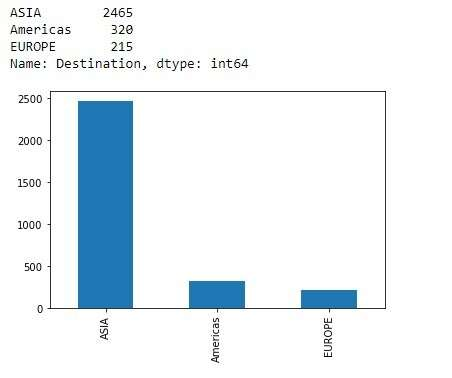 ASIA 2465
Americas 320
EUROPE 215
Name: Destination, dtype: int64
2500
2000
1500
1000
500
0
ASIA
Americas
EUROPE